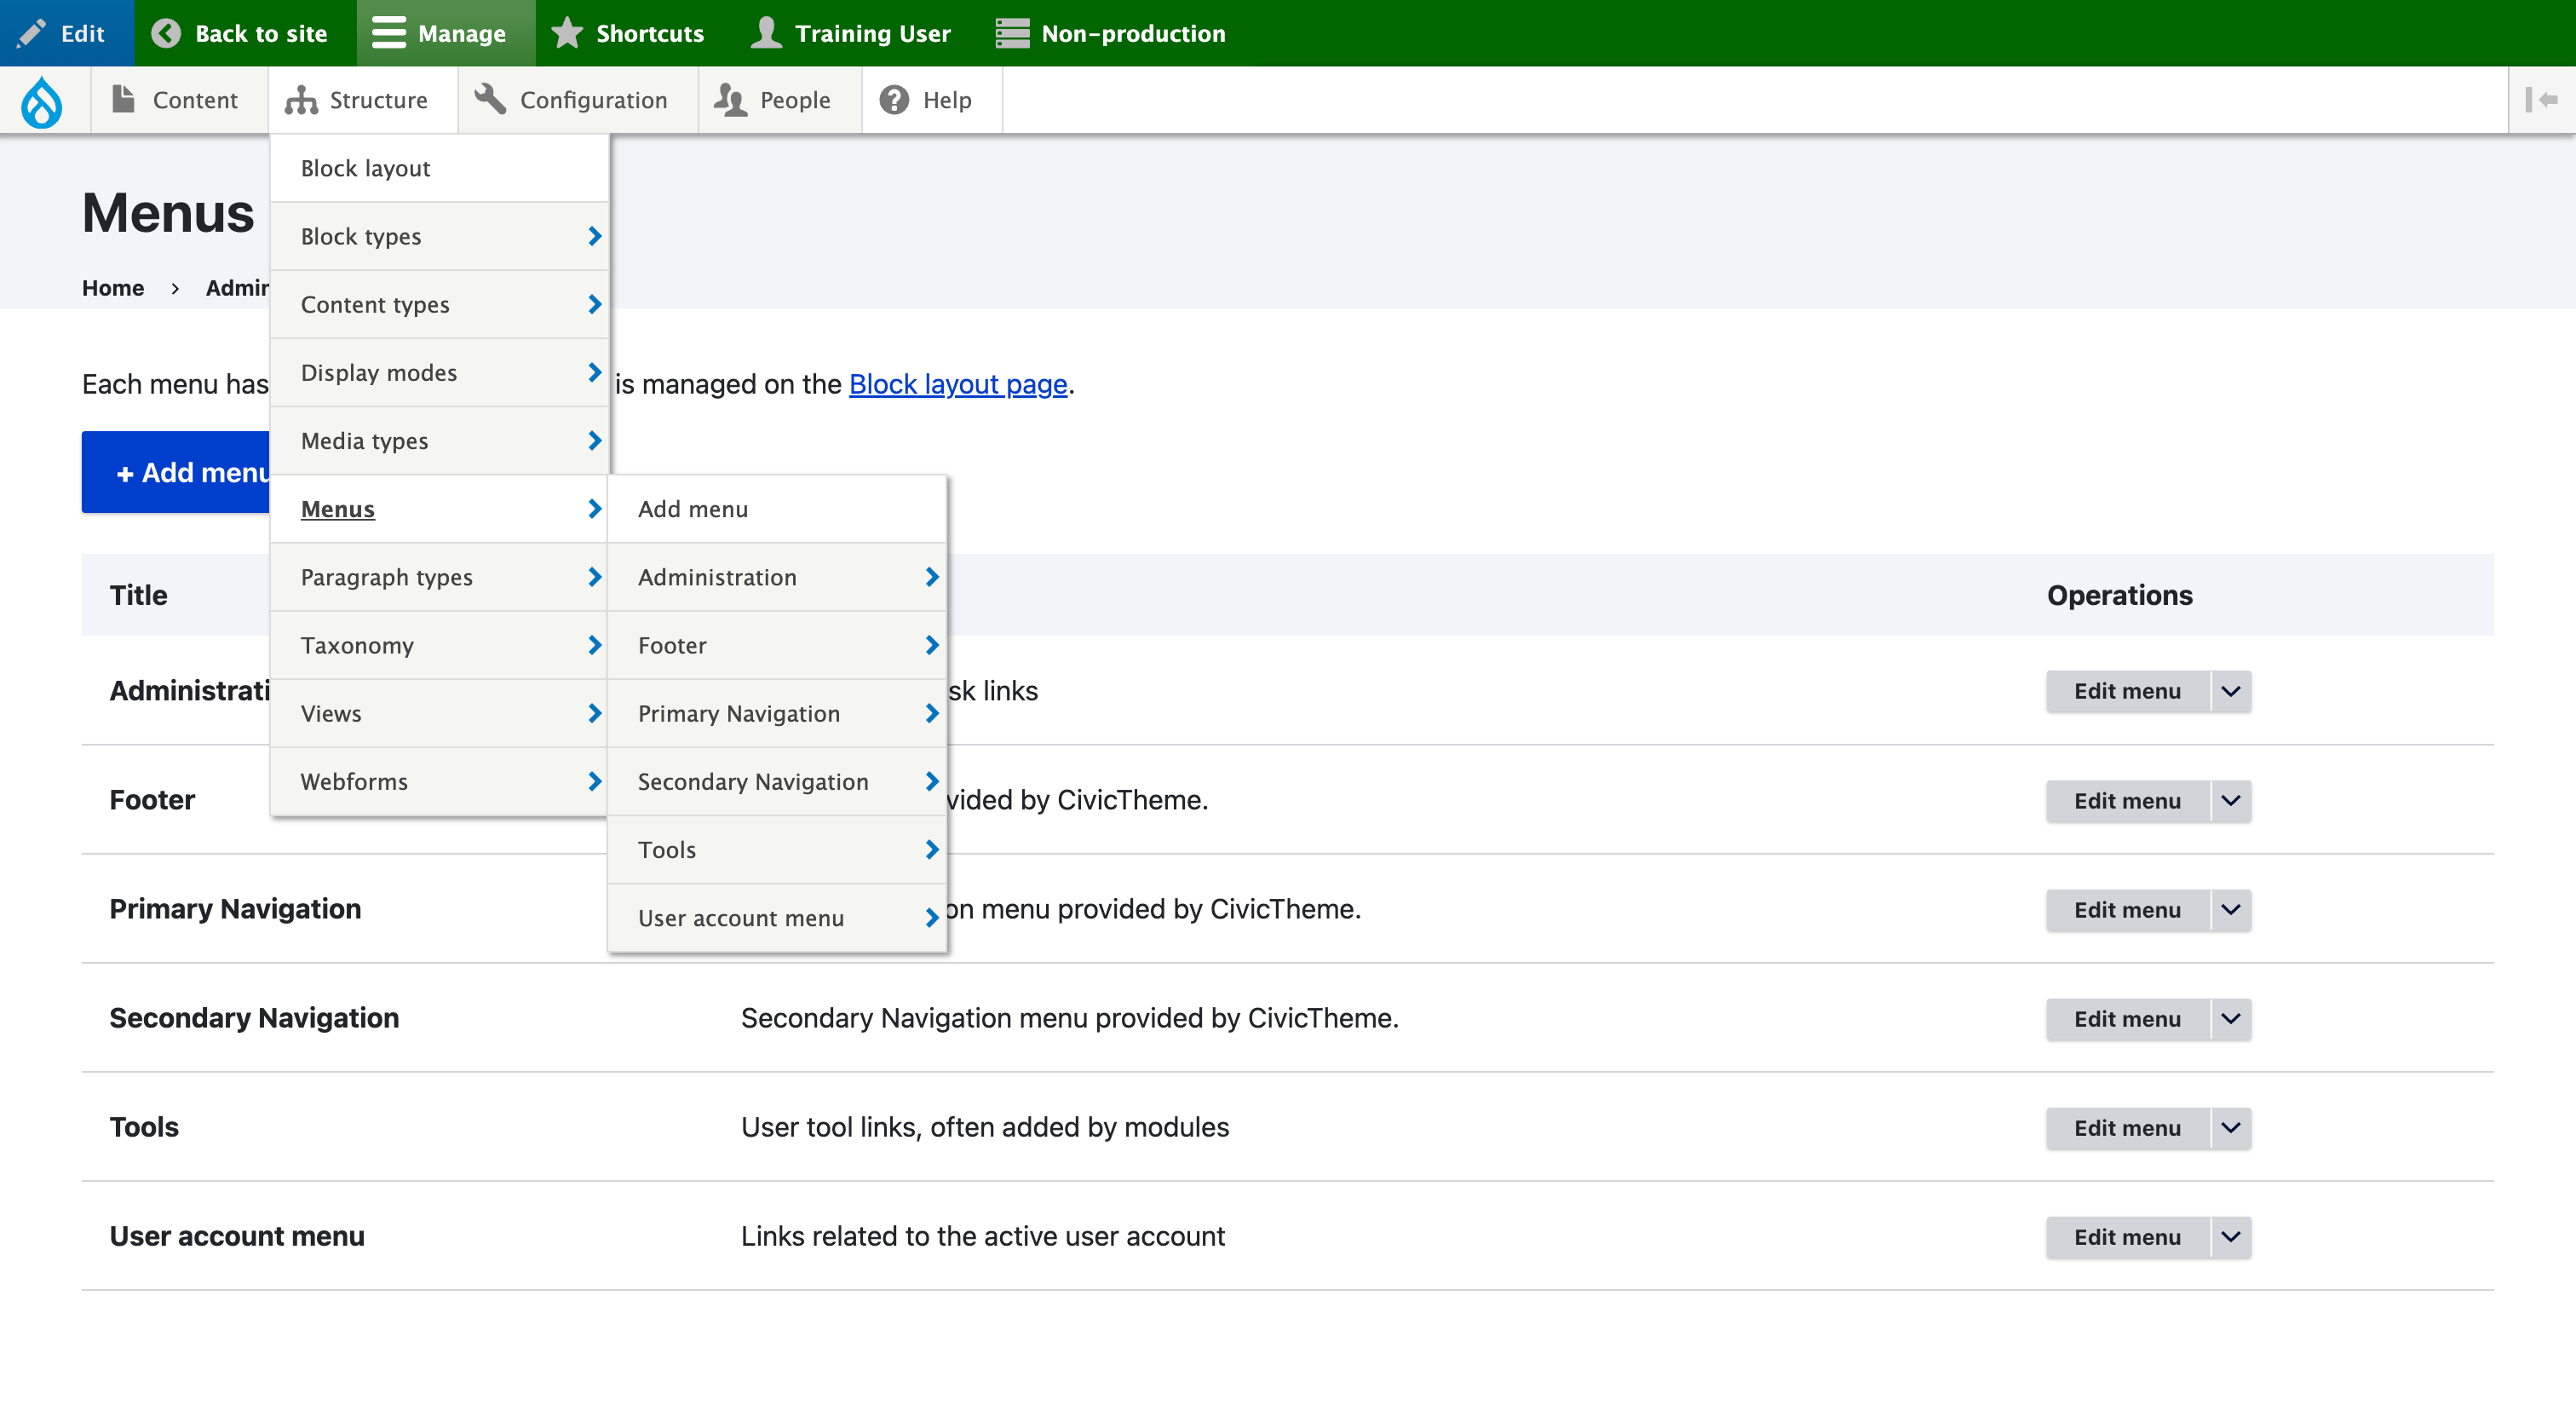 Edit Back to site Manage Shortcuts Training User Non-production
Content Structure Configuration People Help
Block layout
Block types
Content types
Display modes
Media types
Menus
Paragraph types
Taxonomy
Views
Webforms
Add menu
Administration
Footer
Primary Navigation
Secondary Navigation
Tools
User account menu
Menus
Home
Each menu has is managed on the Block layout page.
+ Add menu
Title Operations
links Edit menu
Footer by CivicTheme. Edit menu
Primary Navigation menu provided by CivicTheme. Edit menu
Secondary Navigation Secondary Navigation menu provided by CivicTheme. Edit menu
Tools User tool links, often added by modules Edit menu
User account menu Links related to the active user account Edit menu